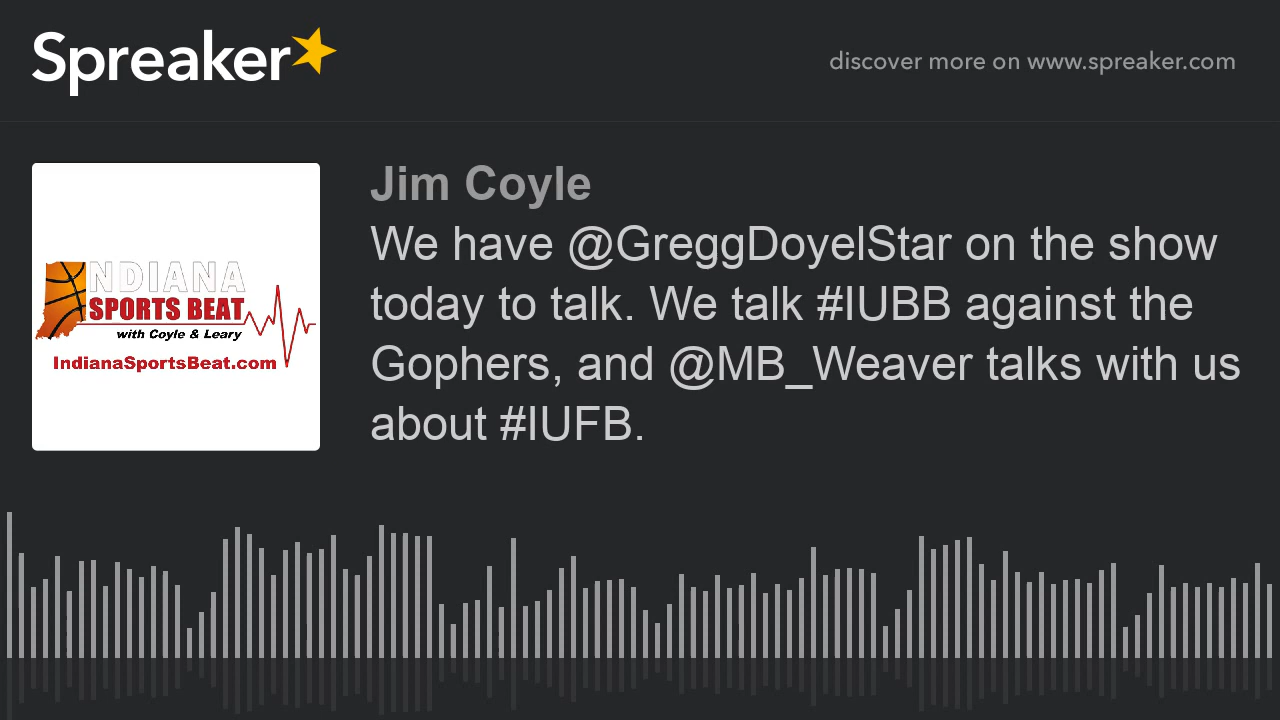 Spreaker
discover more on www.spreaker.com
INDIANA
SPORTS BEAT
with Coyle & Leary
IndianaSportsBeat.com
Jim Coyle
We have @GreggDoyelStar on the show
today to talk. We talk #IUBB against the
Gophers, and @MB_Weaver talks with us
about #IUFB.